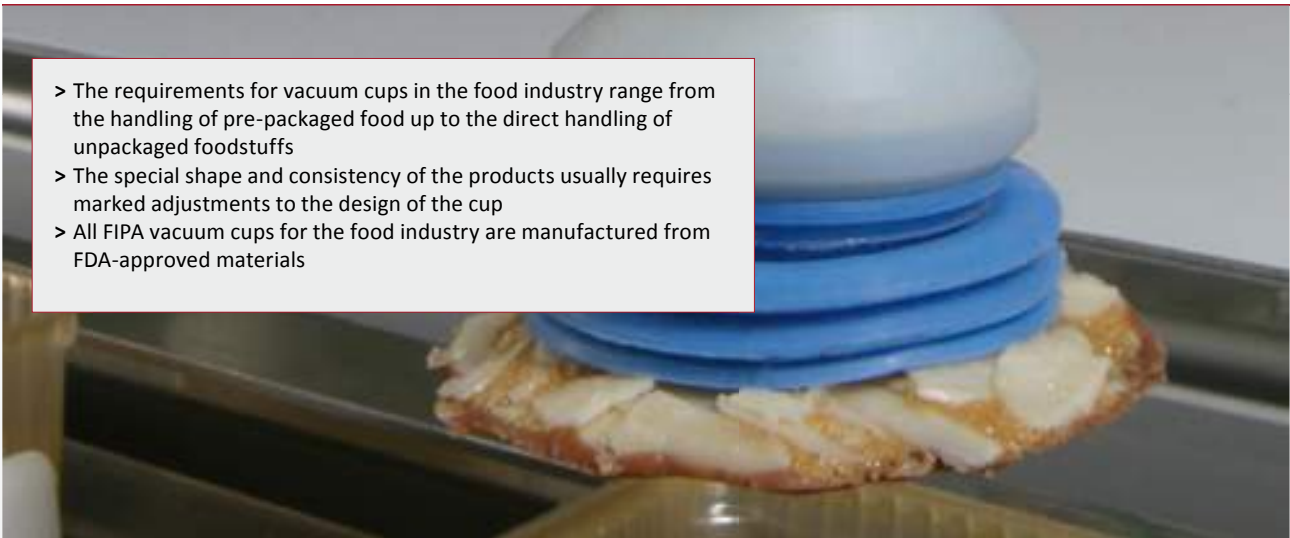 > The requirements for vacuum cups in the food industry range from
the handling of pre-packaged food up to the direct handling of
unpackaged foodstuffs
> The special shape and consistency of the products usually requires
marked adjustments to the design of the cup
> All FIPA vacuum cups for the food industry are manufactured from
FDA-approved materials